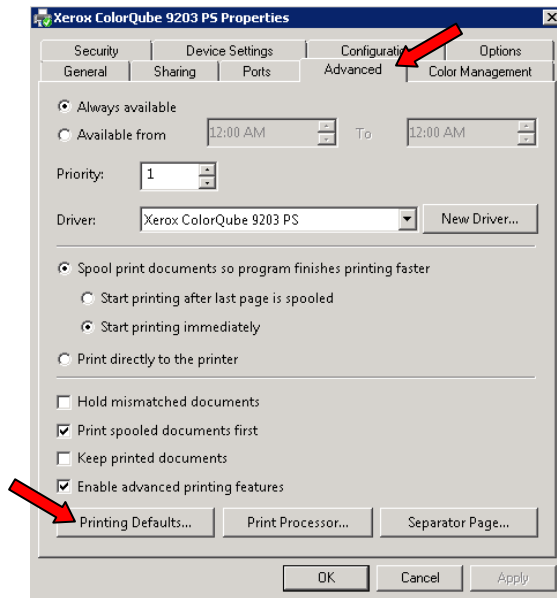 Xerox ColorQube 9203 PS Properties
Security Device Settings Configuration Options
General Sharing Ports Advanced Color Management
Always available
Available from 12:00 AM To 12:00 AM
Priority: 1
Driver: Xerox ColorQube 9203 PS New Driver...
Spool print documents so program finishes printing faster
Start printing after last page is spooled
Start printing immediately
Print directly to the printer
Hold mismatched documents
Print spooled documents first
Keep printed documents
Enable advanced printing features
Printing Defaults... Print Processor... Separator Page...
OK Cancel Apply